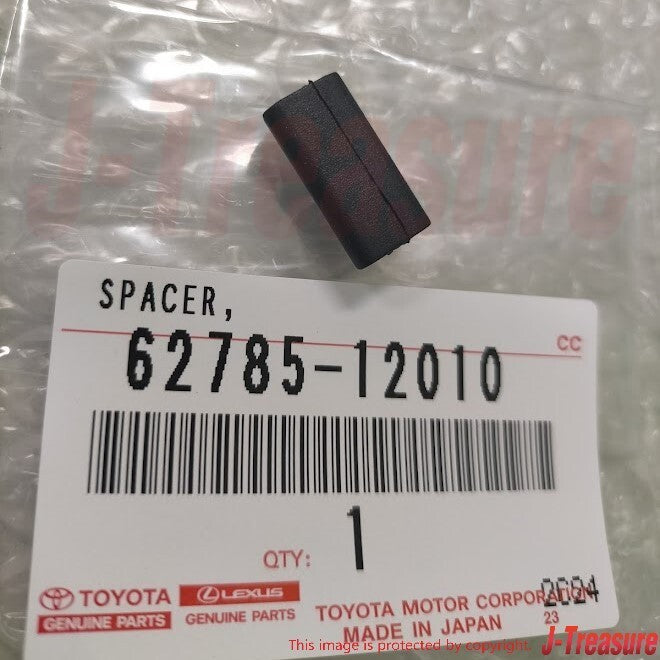 J-Treasure
SPACER,
CC
62785-12010
1
QTY:
TOYOTA LEXUS
GENUINE PARTS GENUINE PARTS
TOYOTA MOTOR CORPORATION
MADE IN JAPAN 23
This image is protected by copyright.
J-Treasure